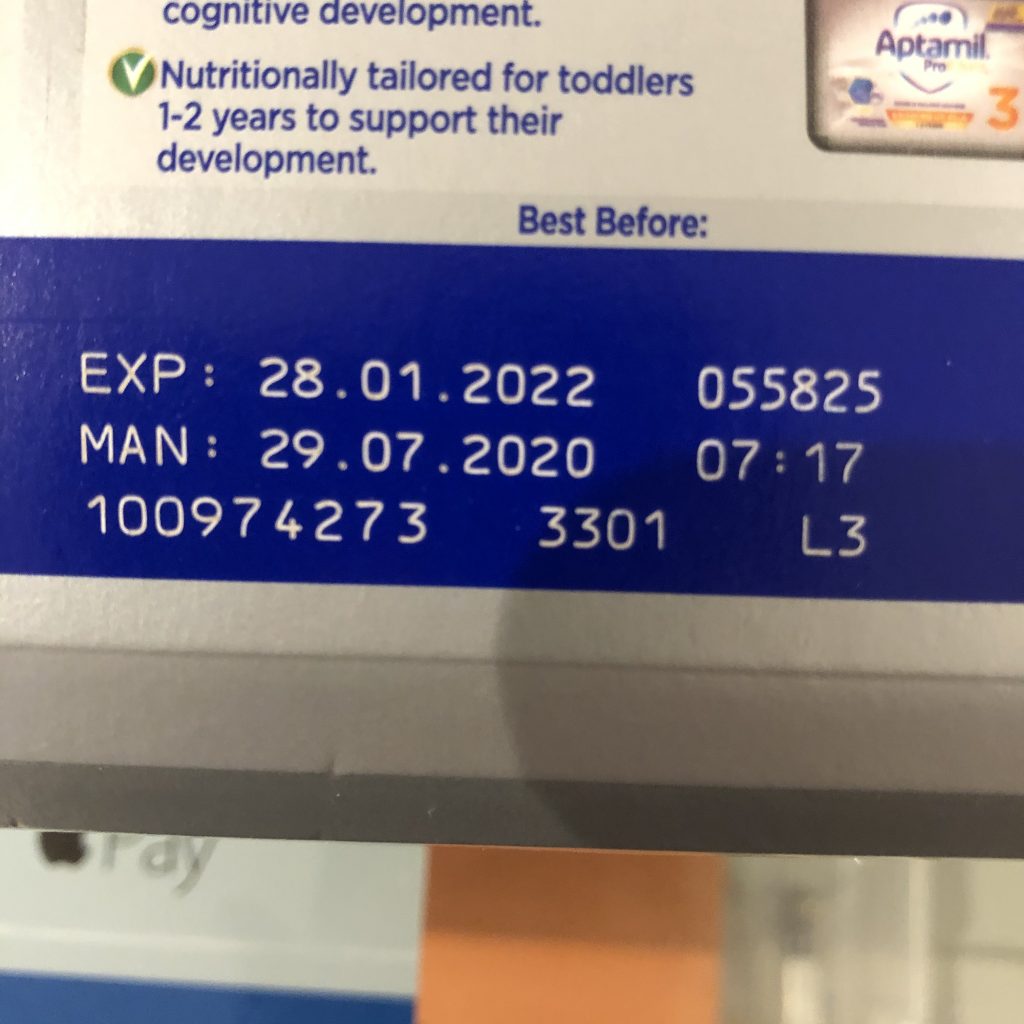 cognitive development.
Nutritionally tailored for toddlers
1-2 years to support their
development.
Aptamil
Pro
3
Best Before:
EXP: 28.01.2022 055825
MAN: 29.07.2020 07:17
100974273 3301 L3
Pay